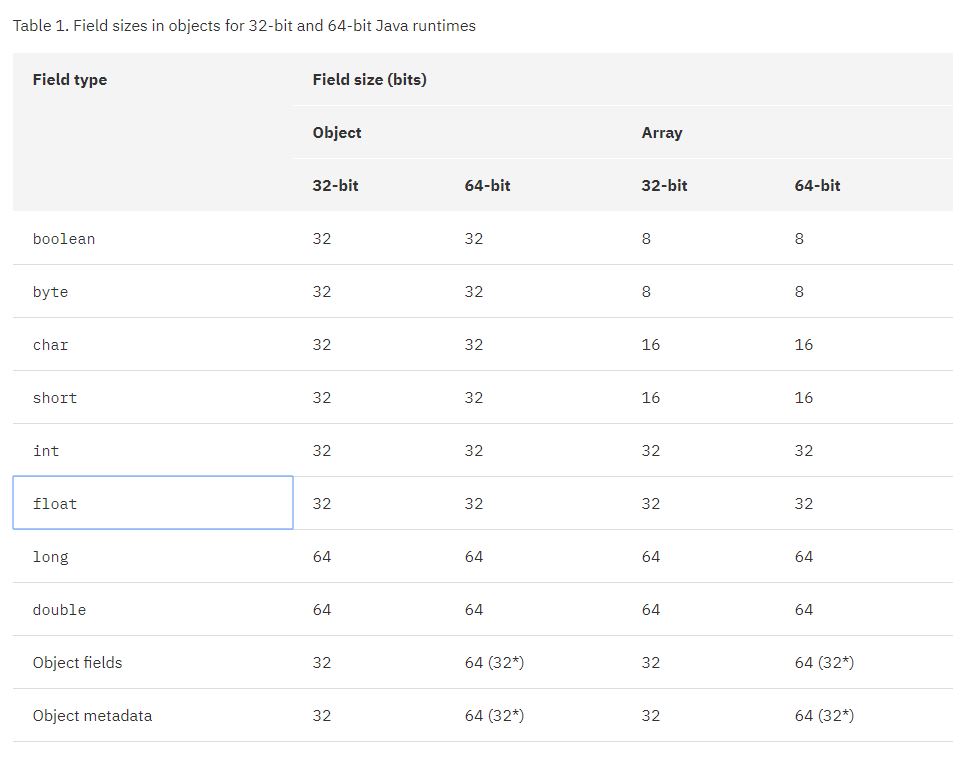 Table 1. Field sizes in objects for 32-bit and 64-bit Java runtimes
Field type Field size (bits)
Object Array
32-bit 64-bit 32-bit 64-bit
boolean 32 32 8 8
byte 32 32 8 8
char 32 32 16 16
short 32 32 16 16
int 32 32 32 32
float 32 32 32 32
long 64 64 64 64
double 64 64 64 64
Object fields 32 64 (32*) 32 64 (32*)
Object metadata 32 64 (32*) 32 64 (32*)